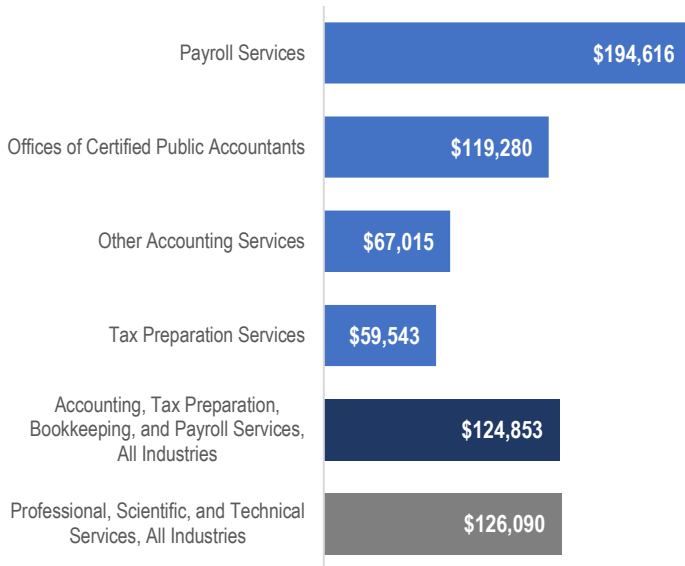 Payroll Services
$194,616
Offices of Certified Public Accountants
$119,280
Other Accounting Services
$67,015
Tax Preparation Services
$59,543
Accounting, Tax Preparation,
Bookkeeping, and Payroll Services,
All Industries
$124,853
Professional, Scientific, and Technical
Services, All Industries
$126,090